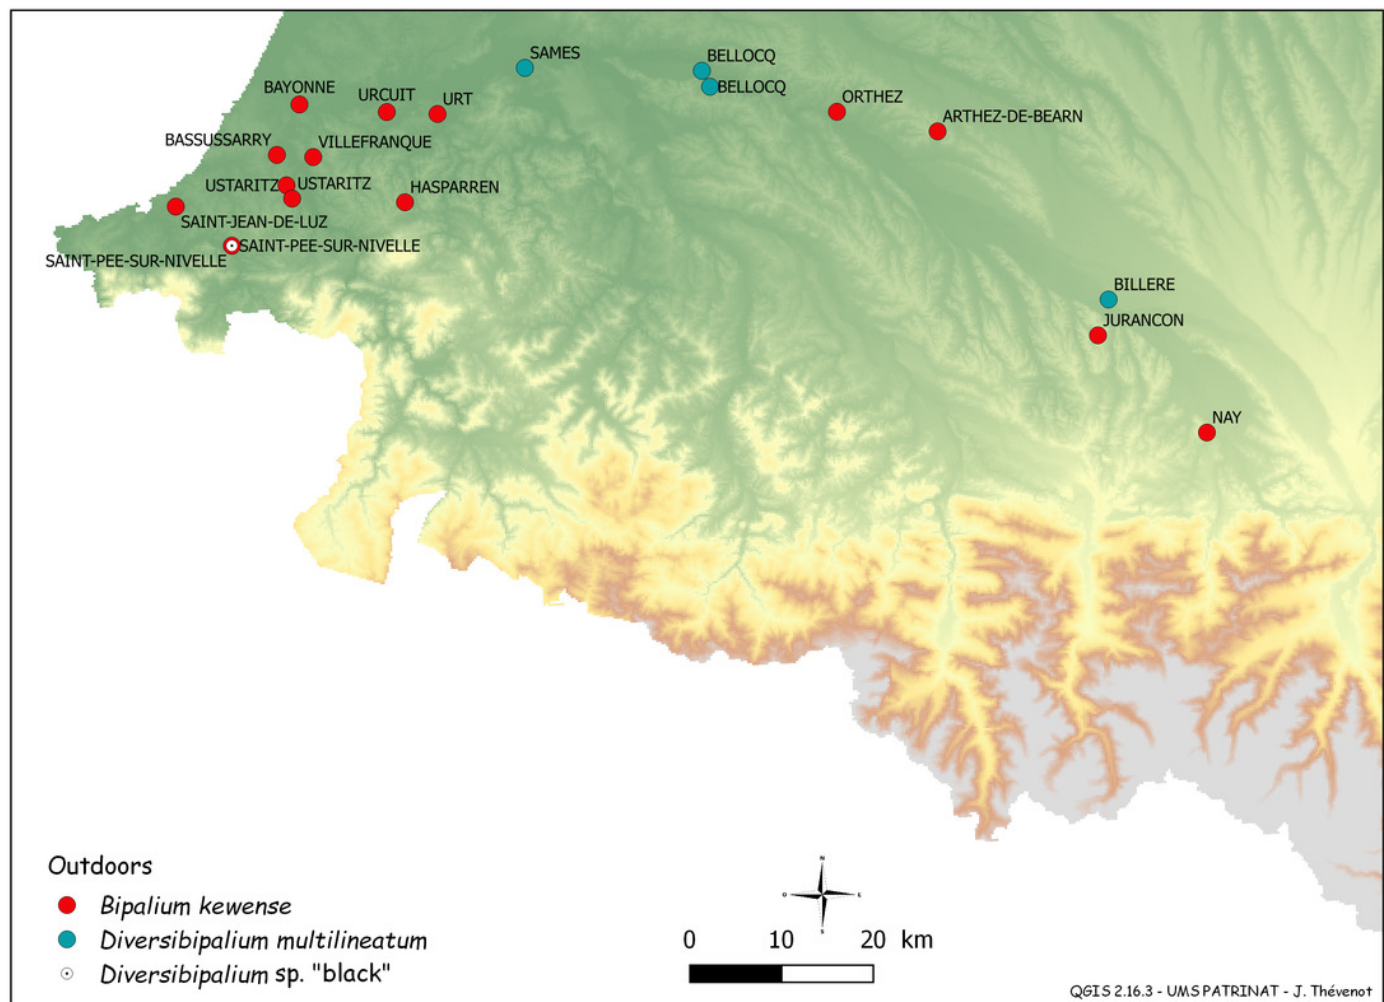 SAMES
BELLOCQ
BELLOCQ
BAYONNE
URCUIT
URT
ORTHEZ
ARTHEZ-DE-BEARN
BASSUSSARRY
VILLEFRANQUE
USTARITZ
USTARITZ
HASPARREN
SAINT-JEAN-DE-LUZ
SAINT-PEE-SUR-NIVELLE
SAINT-PEE-SUR-NIVELLE
BILLERE
JURANCON
NAY
Outdoors
Bipalium kewense
Diversibipalium multilineatum
Diversibipalium sp. "black"
N
O
E
S
0 10 20 km
QGIS 2.16.3 - UMS PATRINAT - J. Thévenot